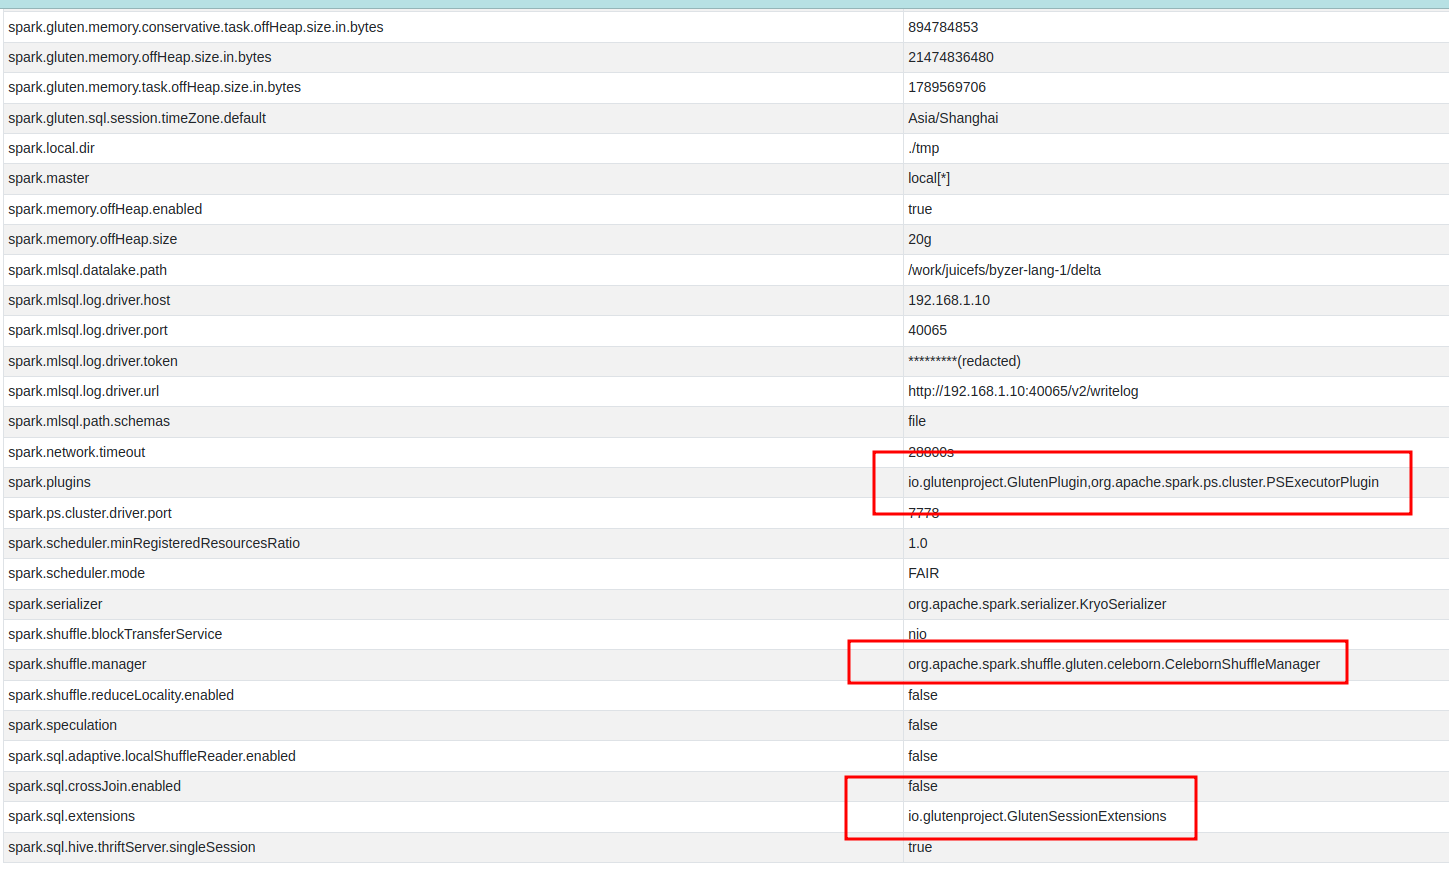 spark.gluten.memory.conservative.task.offHeap.size.in.bytes 894784853
spark.gluten.memory.offHeap.size.in.bytes 21474836480
spark.gluten.memory.task.offHeap.size.in.bytes 1789569706
spark.gluten.sql.session.timeZone.default Asia/Shanghai
spark.local.dir ./tmp
spark.master local[*]
spark.memory.offHeap.enabled true
spark.memory.offHeap.size 20g
spark.mlsql.datalake.path /work/juicefs/byzer-lang-1/delta
spark.mlsql.log.driver.host 192.168.1.10
spark.mlsql.log.driver.port 40065
spark.mlsql.log.driver.token *********(redacted)
spark.mlsql.log.driver.url http://192.168.1.10:40065/v2/writelog
spark.mlsql.path.schemas file
spark.network.timeout 28800s
spark.plugins io.glutenproject.GlutenPlugin,org.apache.spark.ps.cluster.PSExecutorPlugin
spark.ps.cluster.driver.port 7778
spark.scheduler.minRegisteredResourcesRatio 1.0
spark.scheduler.mode FAIR
spark.serializer org.apache.spark.serializer.KryoSerializer
spark.shuffle.blockTransferService nio
spark.shuffle.manager org.apache.spark.shuffle.gluten.celeborn.CelebornShuffleManager
spark.shuffle.reduceLocality.enabled false
spark.speculation false
spark.sql.adaptive.localShuffleReader.enabled false
spark.sql.crossJoin.enabled false
spark.sql.extensions io.glutenproject.GlutenSessionExtensions
spark.sql.hive.thriftServer.singleSession true